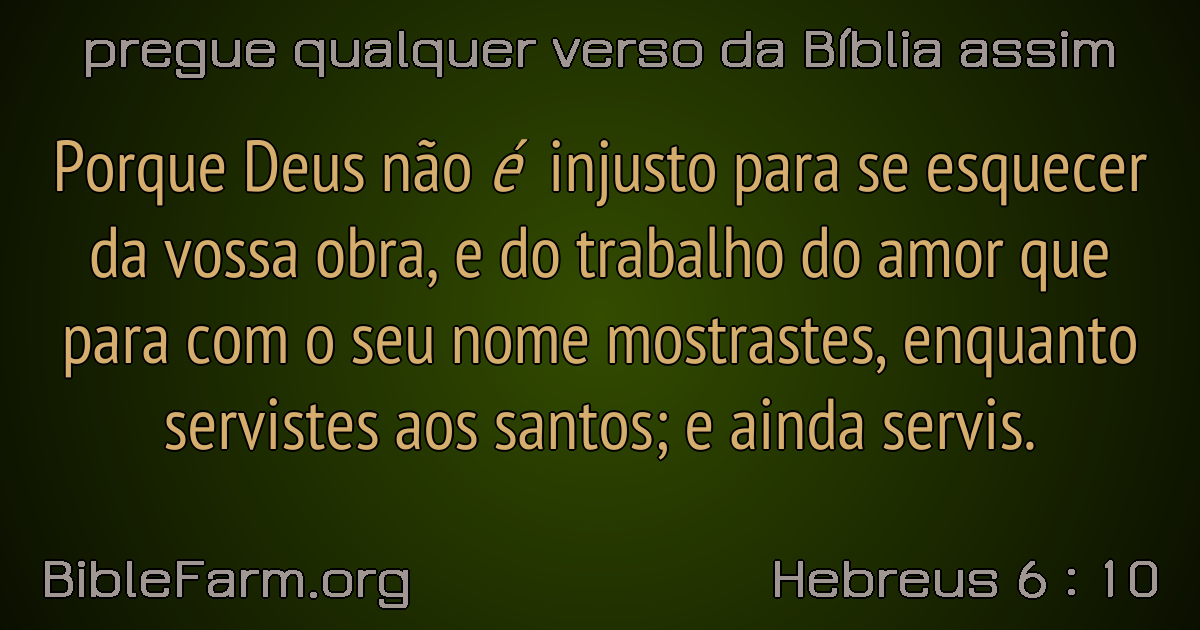 pregue qualquer verso da Bíblia assim
Porque Deus não é injusto para se esquecer
da vossa obra, e do trabalho do amor que
para com o seu nome mostrastes, enquanto
servistes aos santos; e ainda servis.
BibleFarm.org
Hebreus 6 : 10